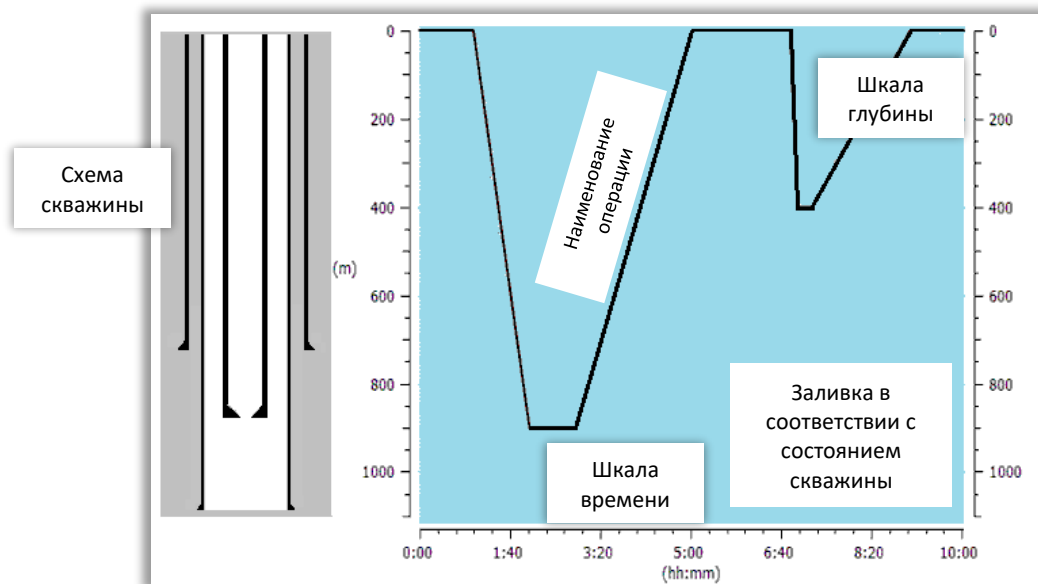 Схема
скважины
(m)
0
200
400
600
800
1000
Наименование
операции
Шкала
глубины
0
200
400
600
800
1000
Заливка в
соответствии с
состоянием
скважины
Шкала
времени
0:00 1:40 3:20 5:00 6:40 8:20 10:00
(hh:mm)